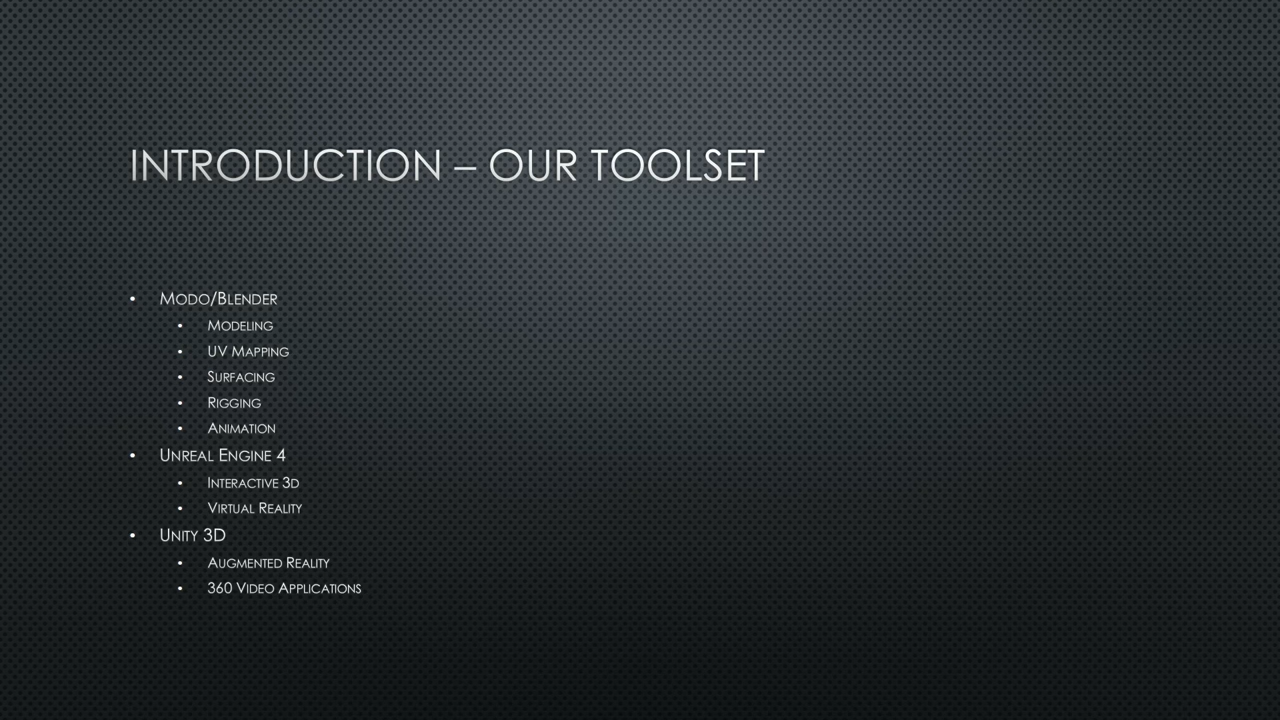 INTRODUCTION – OUR TOOLSET
• Modo/Blender
• Modeling
• UV Mapping
• Surfacing
• Rigging
• Animation
• Unreal Engine 4
• Interactive 3d
• Virtual Reality
• Unity 3D
• Augmented Reality
• 360 Video Applications